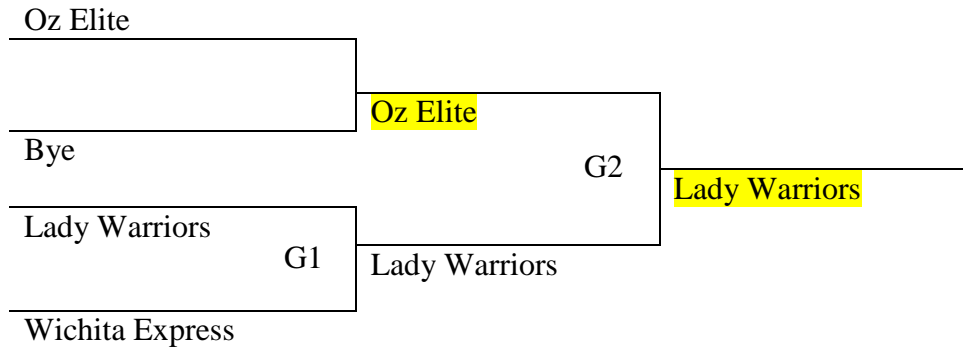 Oz Elite
Oz Elite
Bye
G2
Lady Warriors
Lady Warriors
G1
Lady Warriors
Wichita Express